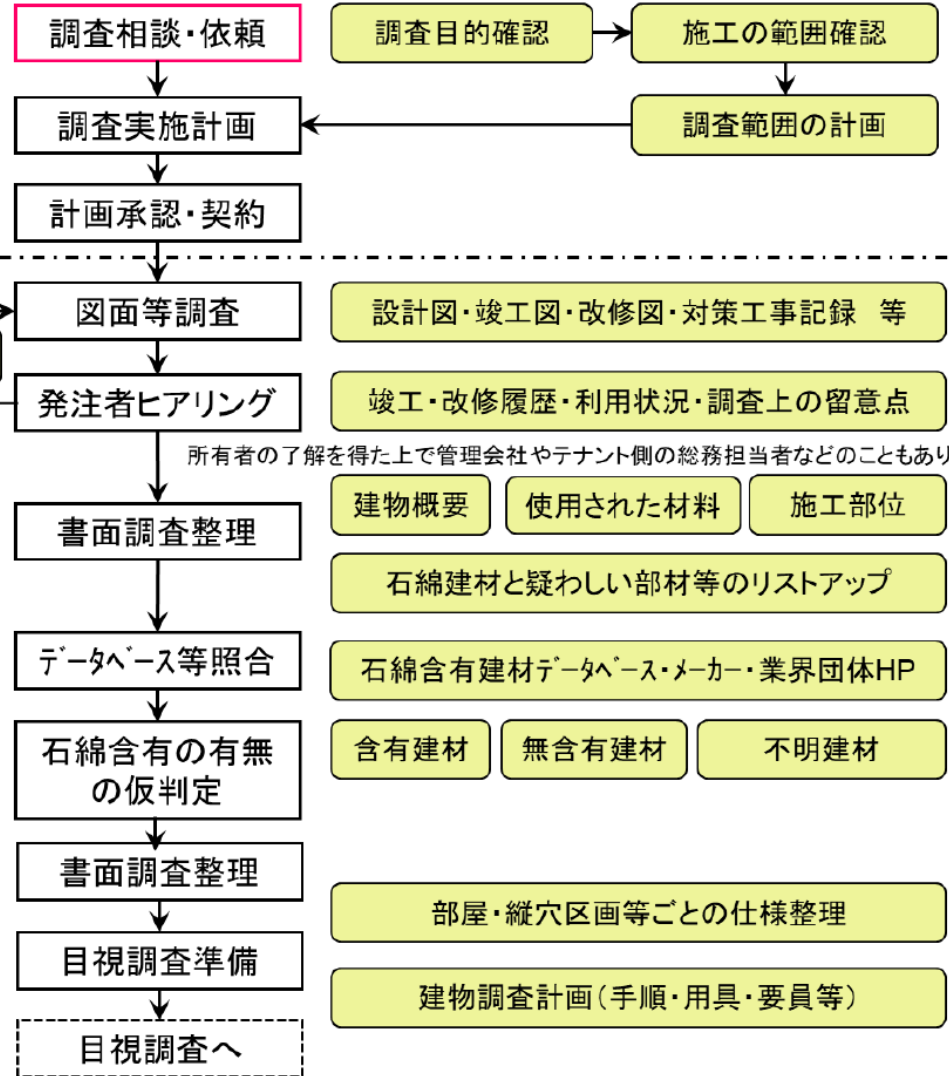 調査相談・依頼
調査目的確認
施工の範囲確認
調査実施計画
調査範囲の計画
計画承認・契約
図面等調査
設計図・竣工図・改修図・対策工事記録　等
発注者ヒアリング
竣工・改修履歴・利用状況・調査上の留意点
所有者の了解を得た上で管理会社やテナント側の総務担当者などのこともあり
書面調査整理
建物概要
使用された材料
施工部位
石綿建材と疑わしい部材等のリストアップ
ﾃﾞｰﾀﾍﾞｰｽ等照合
石綿含有建材ﾃﾞｰﾀﾍﾞｰｽ・ﾒｰｶｰ・業界団体HP
石綿含有の有無
の仮判定
含有建材
無含有建材
不明建材
書面調査整理
部屋・縦穴区画等ごとの仕様整理
目視調査準備
建物調査計画（手順・用具・要員等）
目視調査へ